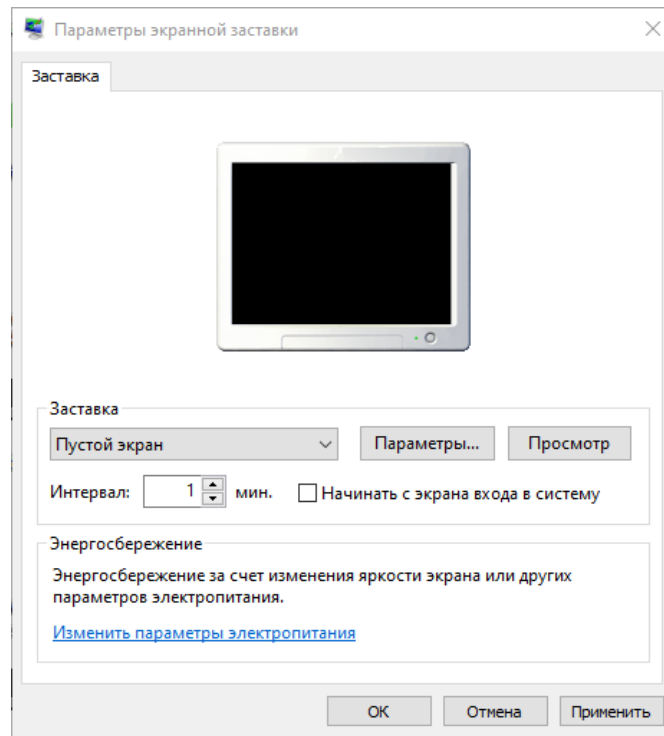 Параметры экранной заставки
Заставка
Заставка
Пустой экран
Параметры...
Просмотр
Интервал: 1 мин. Начинать с экрана входа в систему
Энергосбережение
Энергосбережение за счет изменения яркости экрана или других
параметров электропитания.
Изменить параметры электропитания
ОК
Отмена
Применить